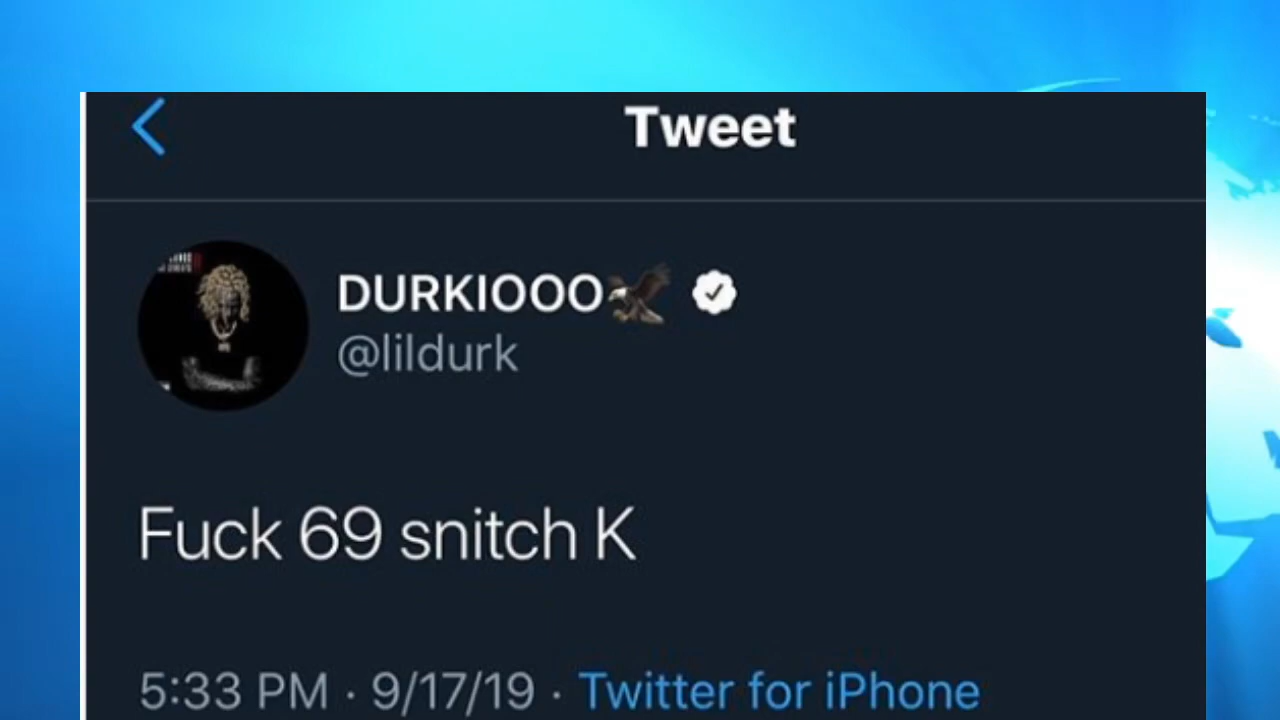 Tweet
DURKIOOO🦅
@lildurk
Fuck 69 snitch K
5:33 PM · 9/17/19 · Twitter for iPhone